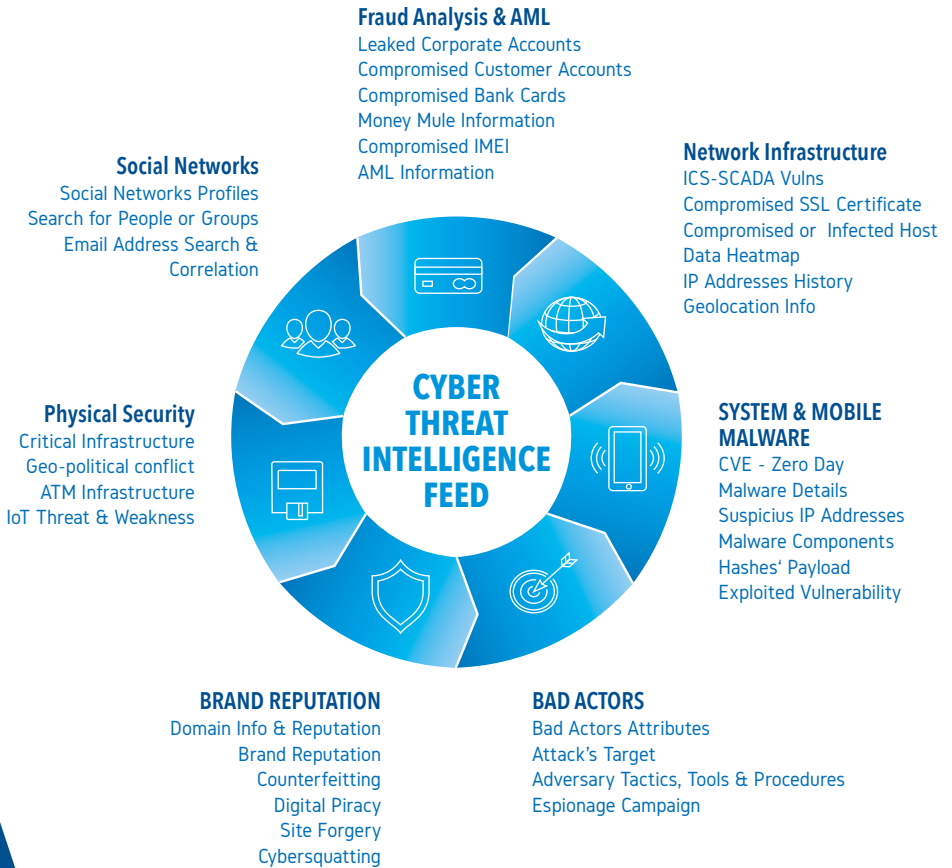 Fraud Analysis & AML
Leaked Corporate Accounts
Compromised Customer Accounts
Compromised Bank Cards
Money Mule Information
Compromised IMEI
AML Information
Network Infrastructure
ICS-SCADA Vulns
Compromised SSL Certificate
Compromised or Infected Host
Data Heatmap
IP Addresses History
Geolocation Info
SYSTEM & MOBILE
MALWARE
CVE - Zero Day
Malware Details
Suspicius IP Addresses
Malware Components
Hashes‘ Payload
Exploited Vulnerability
BAD ACTORS
Bad Actors Attributes
Attack's Target
Adversary Tactics, Tools & Procedures
Espionage Campaign
BRAND REPUTATION
Domain Info & Reputation
Brand Reputation
Counterfeitting
Digital Piracy
Site Forgery
Cybersquatting
Physical Security
Critical Infrastructure
Geo-political conflict
ATM Infrastructure
IoT Threat & Weakness
Social Networks
Social Networks Profiles
Search for People or Groups
Email Address Search &
Correlation
CYBER
THREAT
INTELLIGENCE
FEED